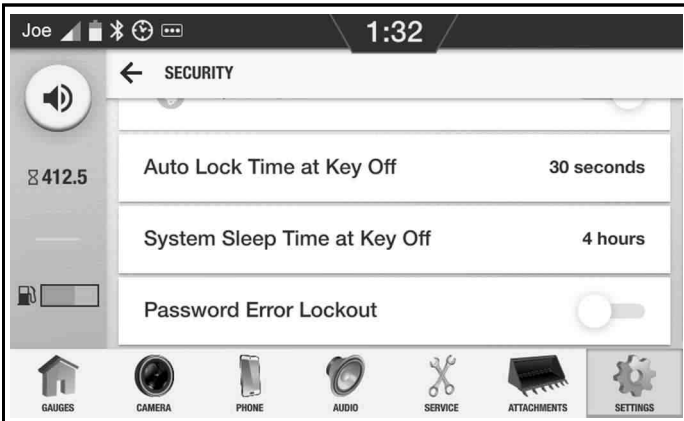 Joe 1:32
SECURITY
412.5
Auto Lock Time at Key Off 30 seconds
System Sleep Time at Key Off 4 hours
Password Error Lockout
GAUGES CAMERA PHONE AUDIO SERVICE ATTACHMENTS SETTINGS